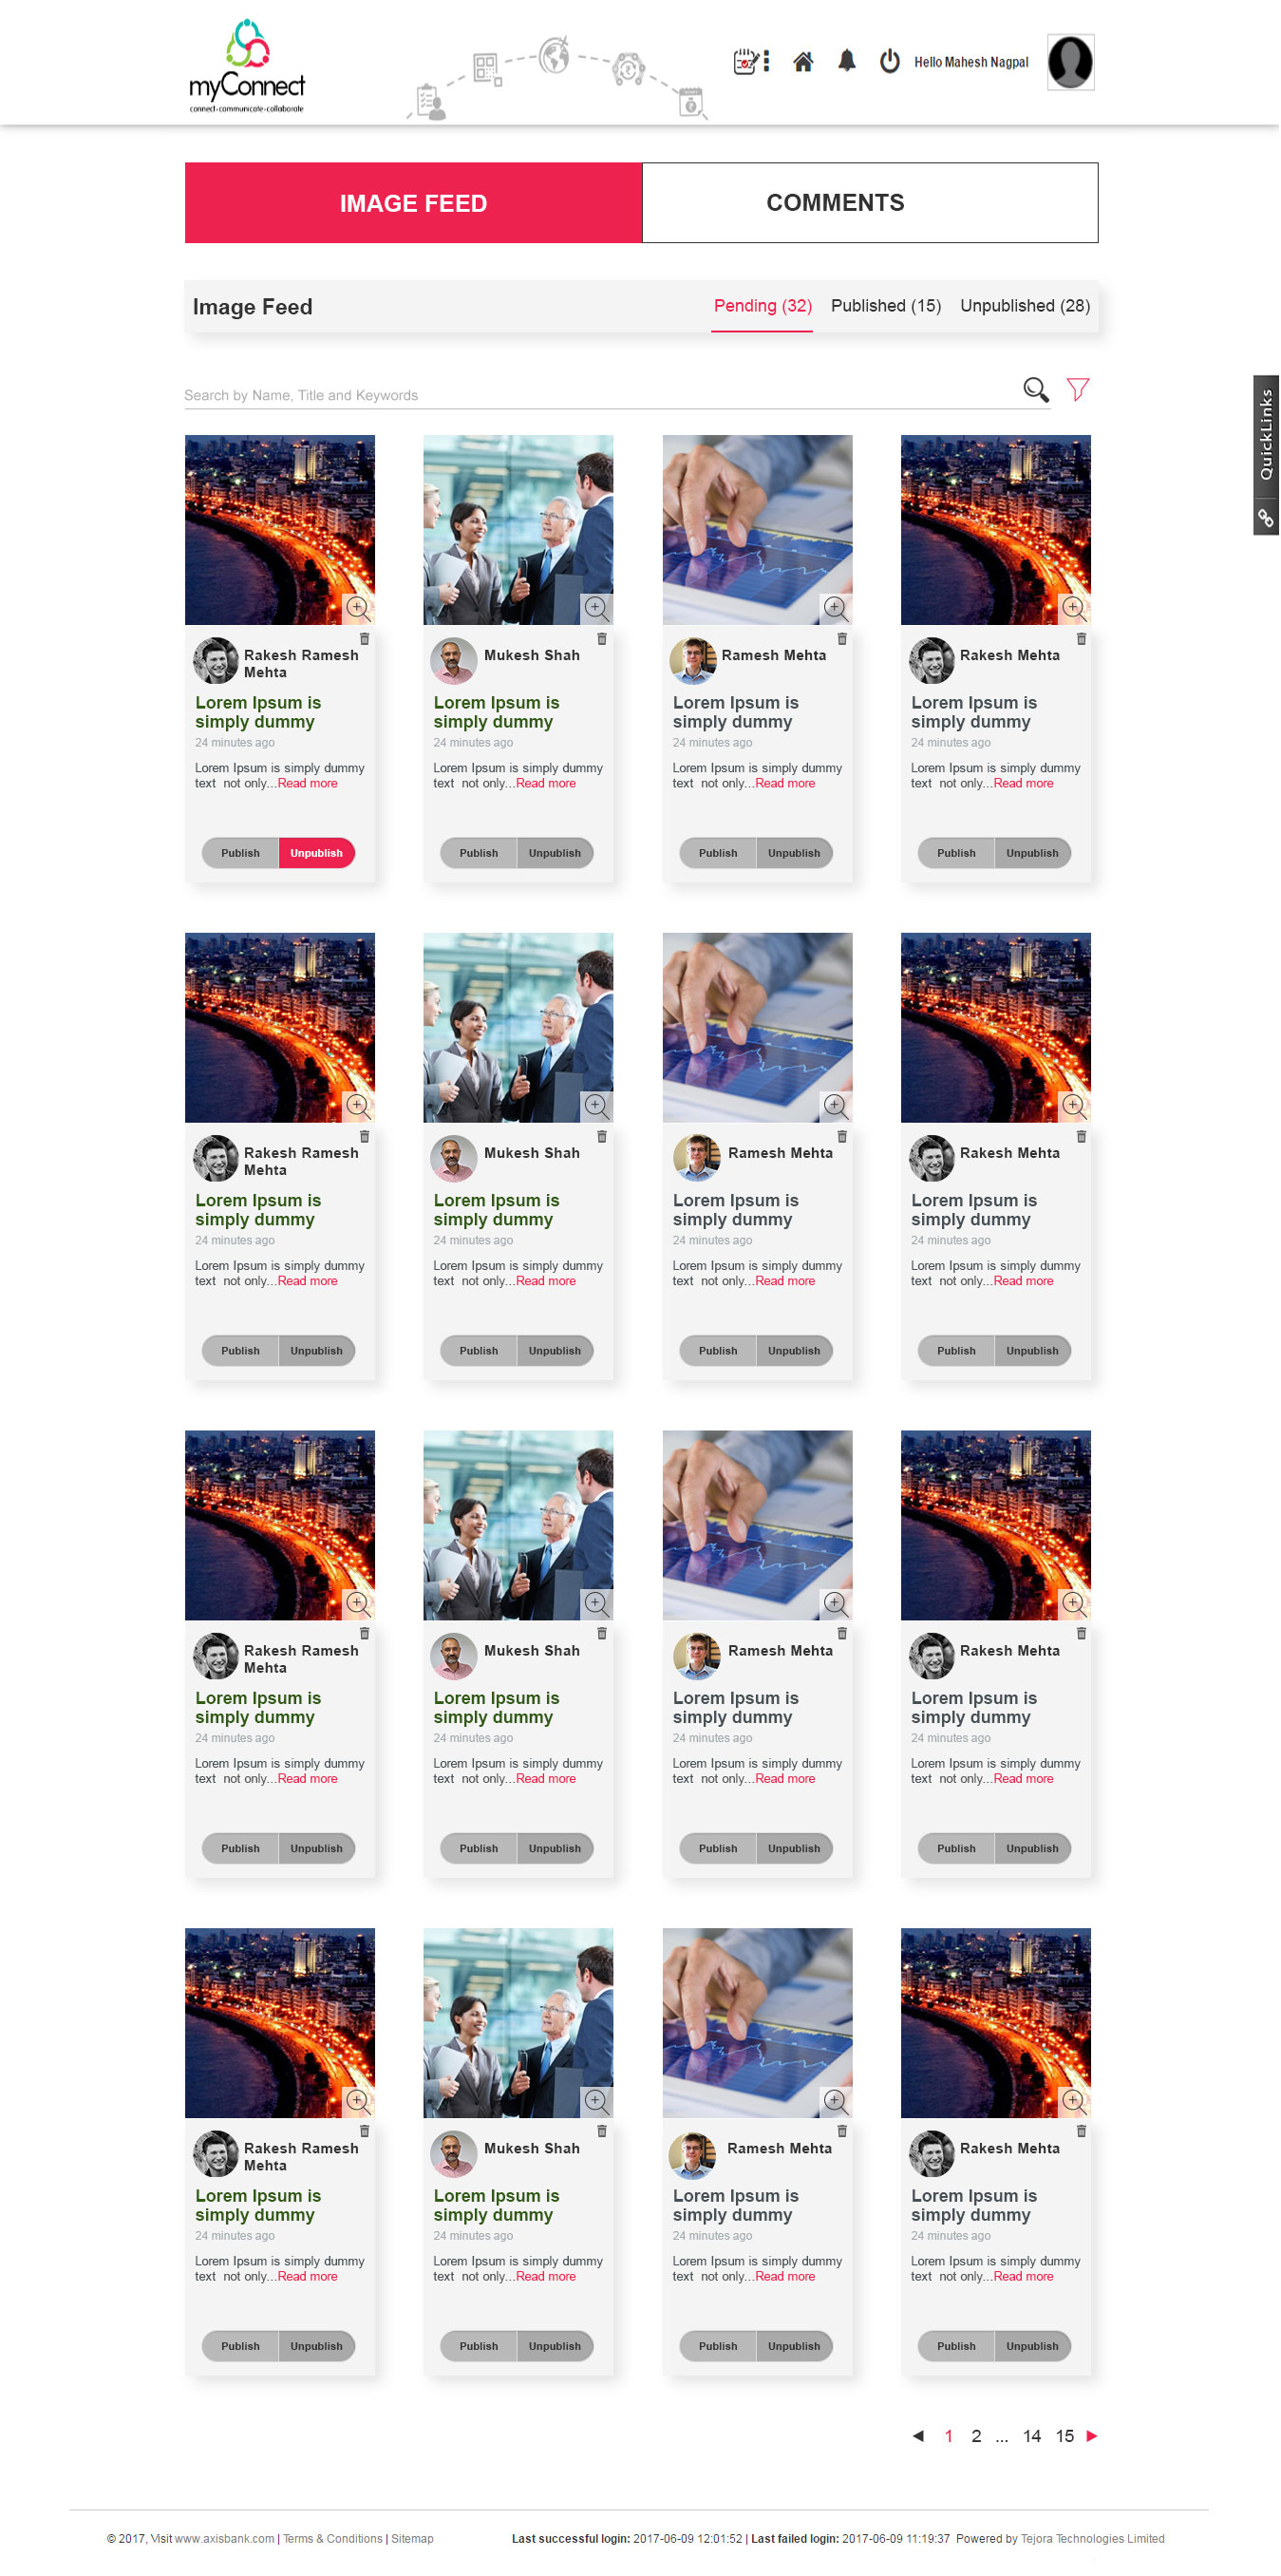 myConnect
connect-communicate-collaborate
Hello Mahesh Nagpal
IMAGE FEED
COMMENTS
Image Feed
Pending (32)
Published (15)
Unpublished (28)
Search by Name, Title and Keywords
QuickLinks
Rakesh Ramesh
Mehta
Lorem Ipsum is
simply dummy
24 minutes ago
Lorem Ipsum is simply dummy
text not only...Read more
Publish
Unpublish
Mukesh Shah
Lorem Ipsum is
simply dummy
24 minutes ago
Lorem Ipsum is simply dummy
text not only...Read more
Publish
Unpublish
Ramesh Mehta
Lorem Ipsum is
simply dummy
24 minutes ago
Lorem Ipsum is simply dummy
text not only...Read more
Publish
Unpublish
Rakesh Mehta
Lorem Ipsum is
simply dummy
24 minutes ago
Lorem Ipsum is simply dummy
text not only...Read more
Publish
Unpublish
Rakesh Ramesh
Mehta
Lorem Ipsum is
simply dummy
24 minutes ago
Lorem Ipsum is simply dummy
text not only...Read more
Publish
Unpublish
Mukesh Shah
Lorem Ipsum is
simply dummy
24 minutes ago
Lorem Ipsum is simply dummy
text not only...Read more
Publish
Unpublish
Ramesh Mehta
Lorem Ipsum is
simply dummy
24 minutes ago
Lorem Ipsum is simply dummy
text not only...Read more
Publish
Unpublish
Rakesh Mehta
Lorem Ipsum is
simply dummy
24 minutes ago
Lorem Ipsum is simply dummy
text not only...Read more
Publish
Unpublish
Rakesh Ramesh
Mehta
Lorem Ipsum is
simply dummy
24 minutes ago
Lorem Ipsum is simply dummy
text not only...Read more
Publish
Unpublish
Mukesh Shah
Lorem Ipsum is
simply dummy
24 minutes ago
Lorem Ipsum is simply dummy
text not only...Read more
Publish
Unpublish
Ramesh Mehta
Lorem Ipsum is
simply dummy
24 minutes ago
Lorem Ipsum is simply dummy
text not only...Read more
Publish
Unpublish
Rakesh Mehta
Lorem Ipsum is
simply dummy
24 minutes ago
Lorem Ipsum is simply dummy
text not only...Read more
Publish
Unpublish
Rakesh Ramesh
Mehta
Lorem Ipsum is
simply dummy
24 minutes ago
Lorem Ipsum is simply dummy
text not only...Read more
Publish
Unpublish
Mukesh Shah
Lorem Ipsum is
simply dummy
24 minutes ago
Lorem Ipsum is simply dummy
text not only...Read more
Publish
Unpublish
Ramesh Mehta
Lorem Ipsum is
simply dummy
24 minutes ago
Lorem Ipsum is simply dummy
text not only...Read more
Publish
Unpublish
Rakesh Mehta
Lorem Ipsum is
simply dummy
24 minutes ago
Lorem Ipsum is simply dummy
text not only...Read more
Publish
Unpublish
1 2 ... 14 15
© 2017, Visit www.axisbank.com | Terms & Conditions | Sitemap
Last successful login: 2017-06-09 12:01:52 | Last failed login: 2017-06-09 11:19:37 Powered by Tejora Technologies Limited